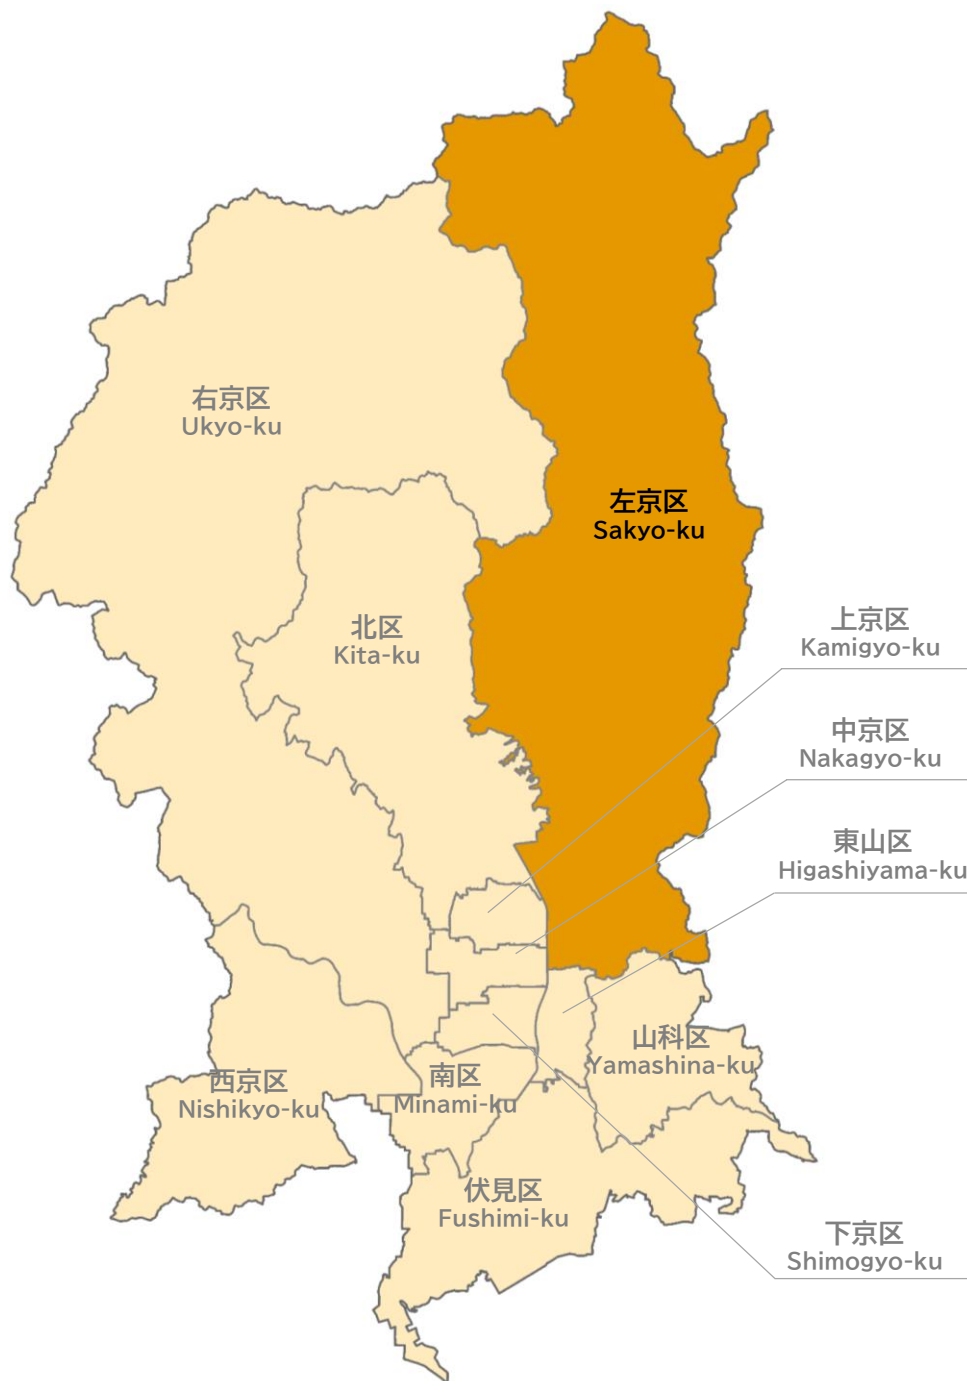 右京区
Ukyo-ku
左京区
Sakyo-ku
北区
Kita-ku
上京区
Kamigyo-ku
中京区
Nakagyo-ku
東山区
Higashiyama-ku
山科区
Yamashina-ku
西京区
Nishikyo-ku
南区
Minami-ku
伏見区
Fushimi-ku
下京区
Shimogyo-ku